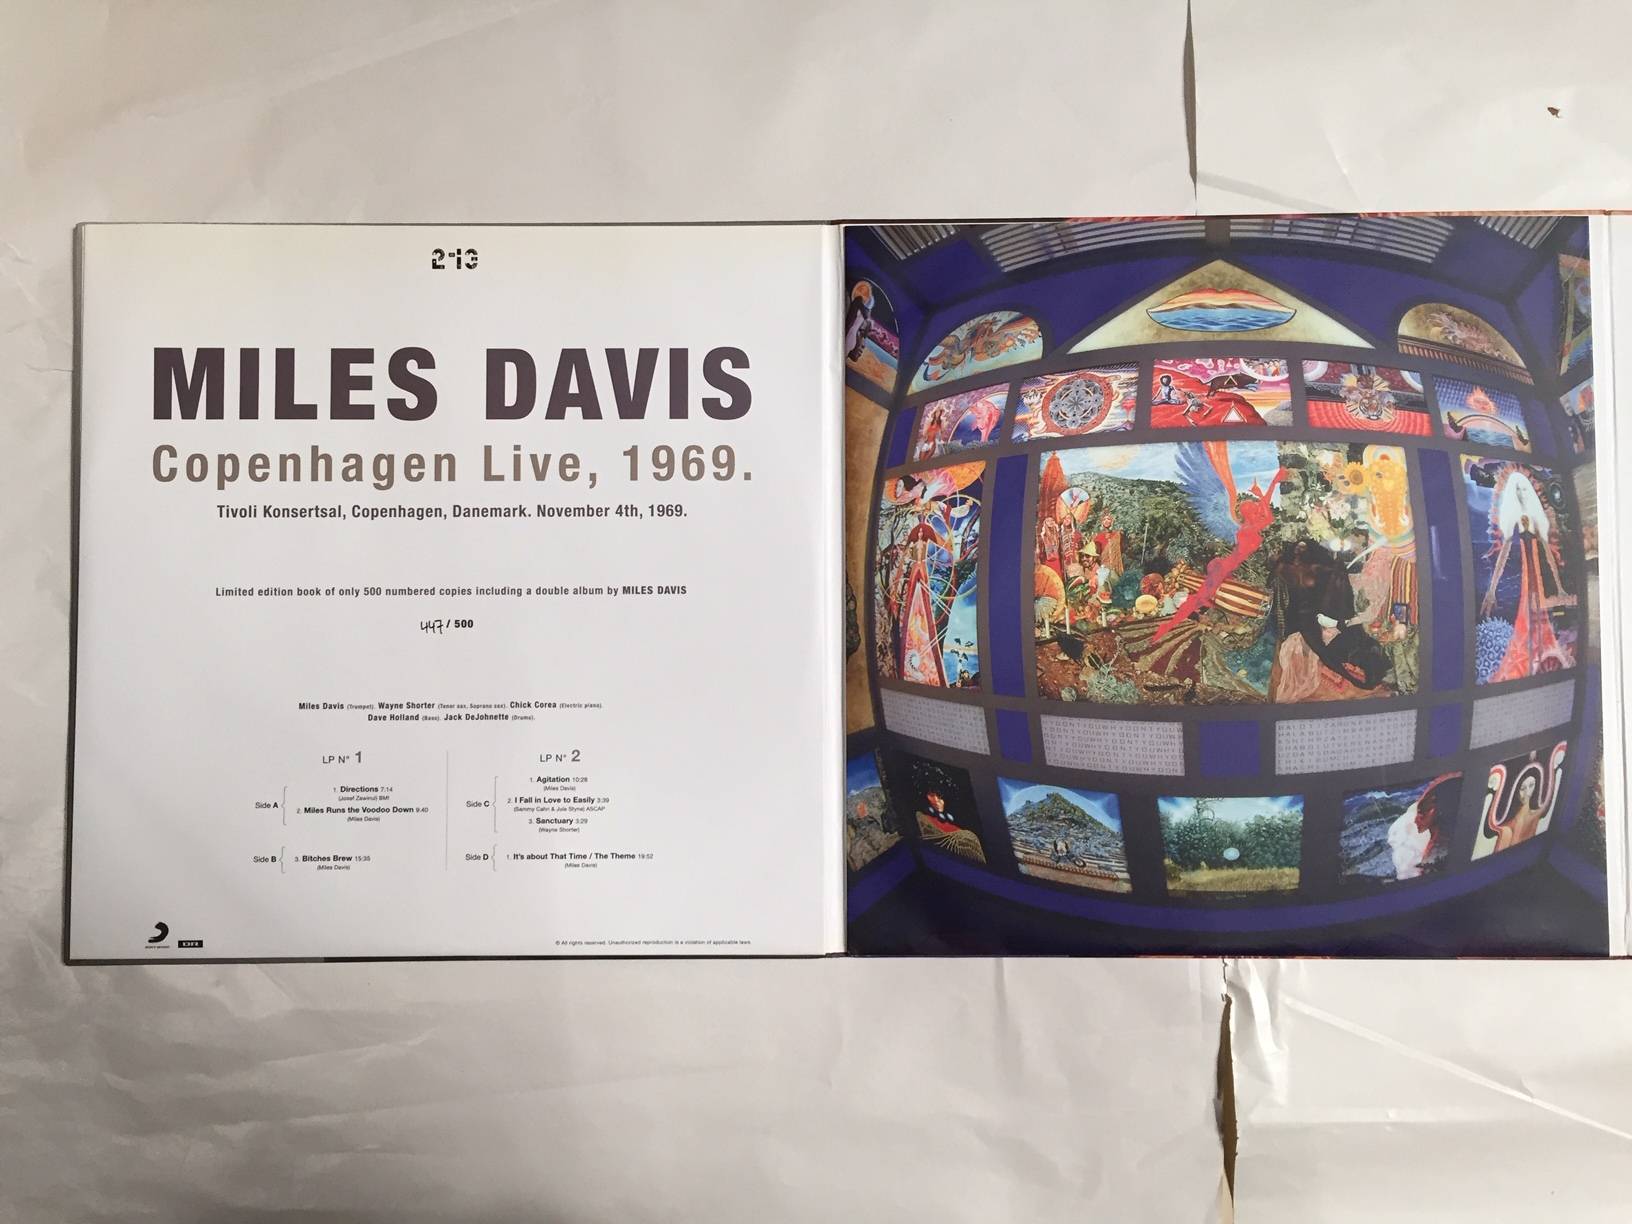 2-13
MILES DAVIS
Copenhagen Live, 1969.
Tivoli Konsertsal, Copenhagen, Danemark. November 4th, 1969.
Limited edition book of only 500 numbered copies including a double album by MILES DAVIS
447 / 500
Miles Davis (Trumpet). Wayne Shorter (Tenor sax, Soprano sax). Chick Corea (Electric piano).
Dave Holland (Bass). Jack DeJohnette (Drums).
LP N° 1
Side A
1. Directions 7:14
(Josef Zawinul) BMI
2. Miles Runs the Voodoo Down 9:40
(Miles Davis)
Side B
3. Bitches Brew 15:35
(Miles Davis)
LP N° 2
Side C
1. Agitation 10:28
(Miles Davis)
2. I Fall in Love to Easily 3:39
(Sammy Cahn & Jule Styne) ASCAP
3. Sanctuary 3:29
(Wayne Shorter)
Side D
1. It's about That Time / The Theme 19:52
(Miles Davis)
SONY MUSIC
DR
© All rights reserved. Unauthorized reproduction is a violation of applicable laws.